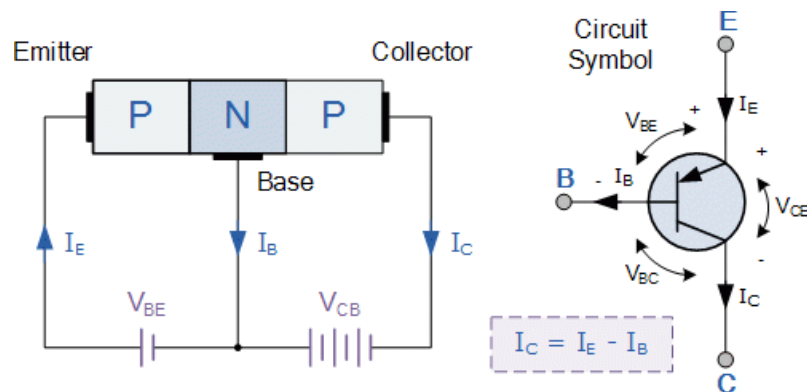 Emitter
Collector
P N P
Base
I_E
I_B
I_C
V_BE
V_CB
Circuit
Symbol
E
I_E
+
V_BE
+
B
- I_B
V_CE
V_BC
-
I_C
C
I_C = I_E - I_B